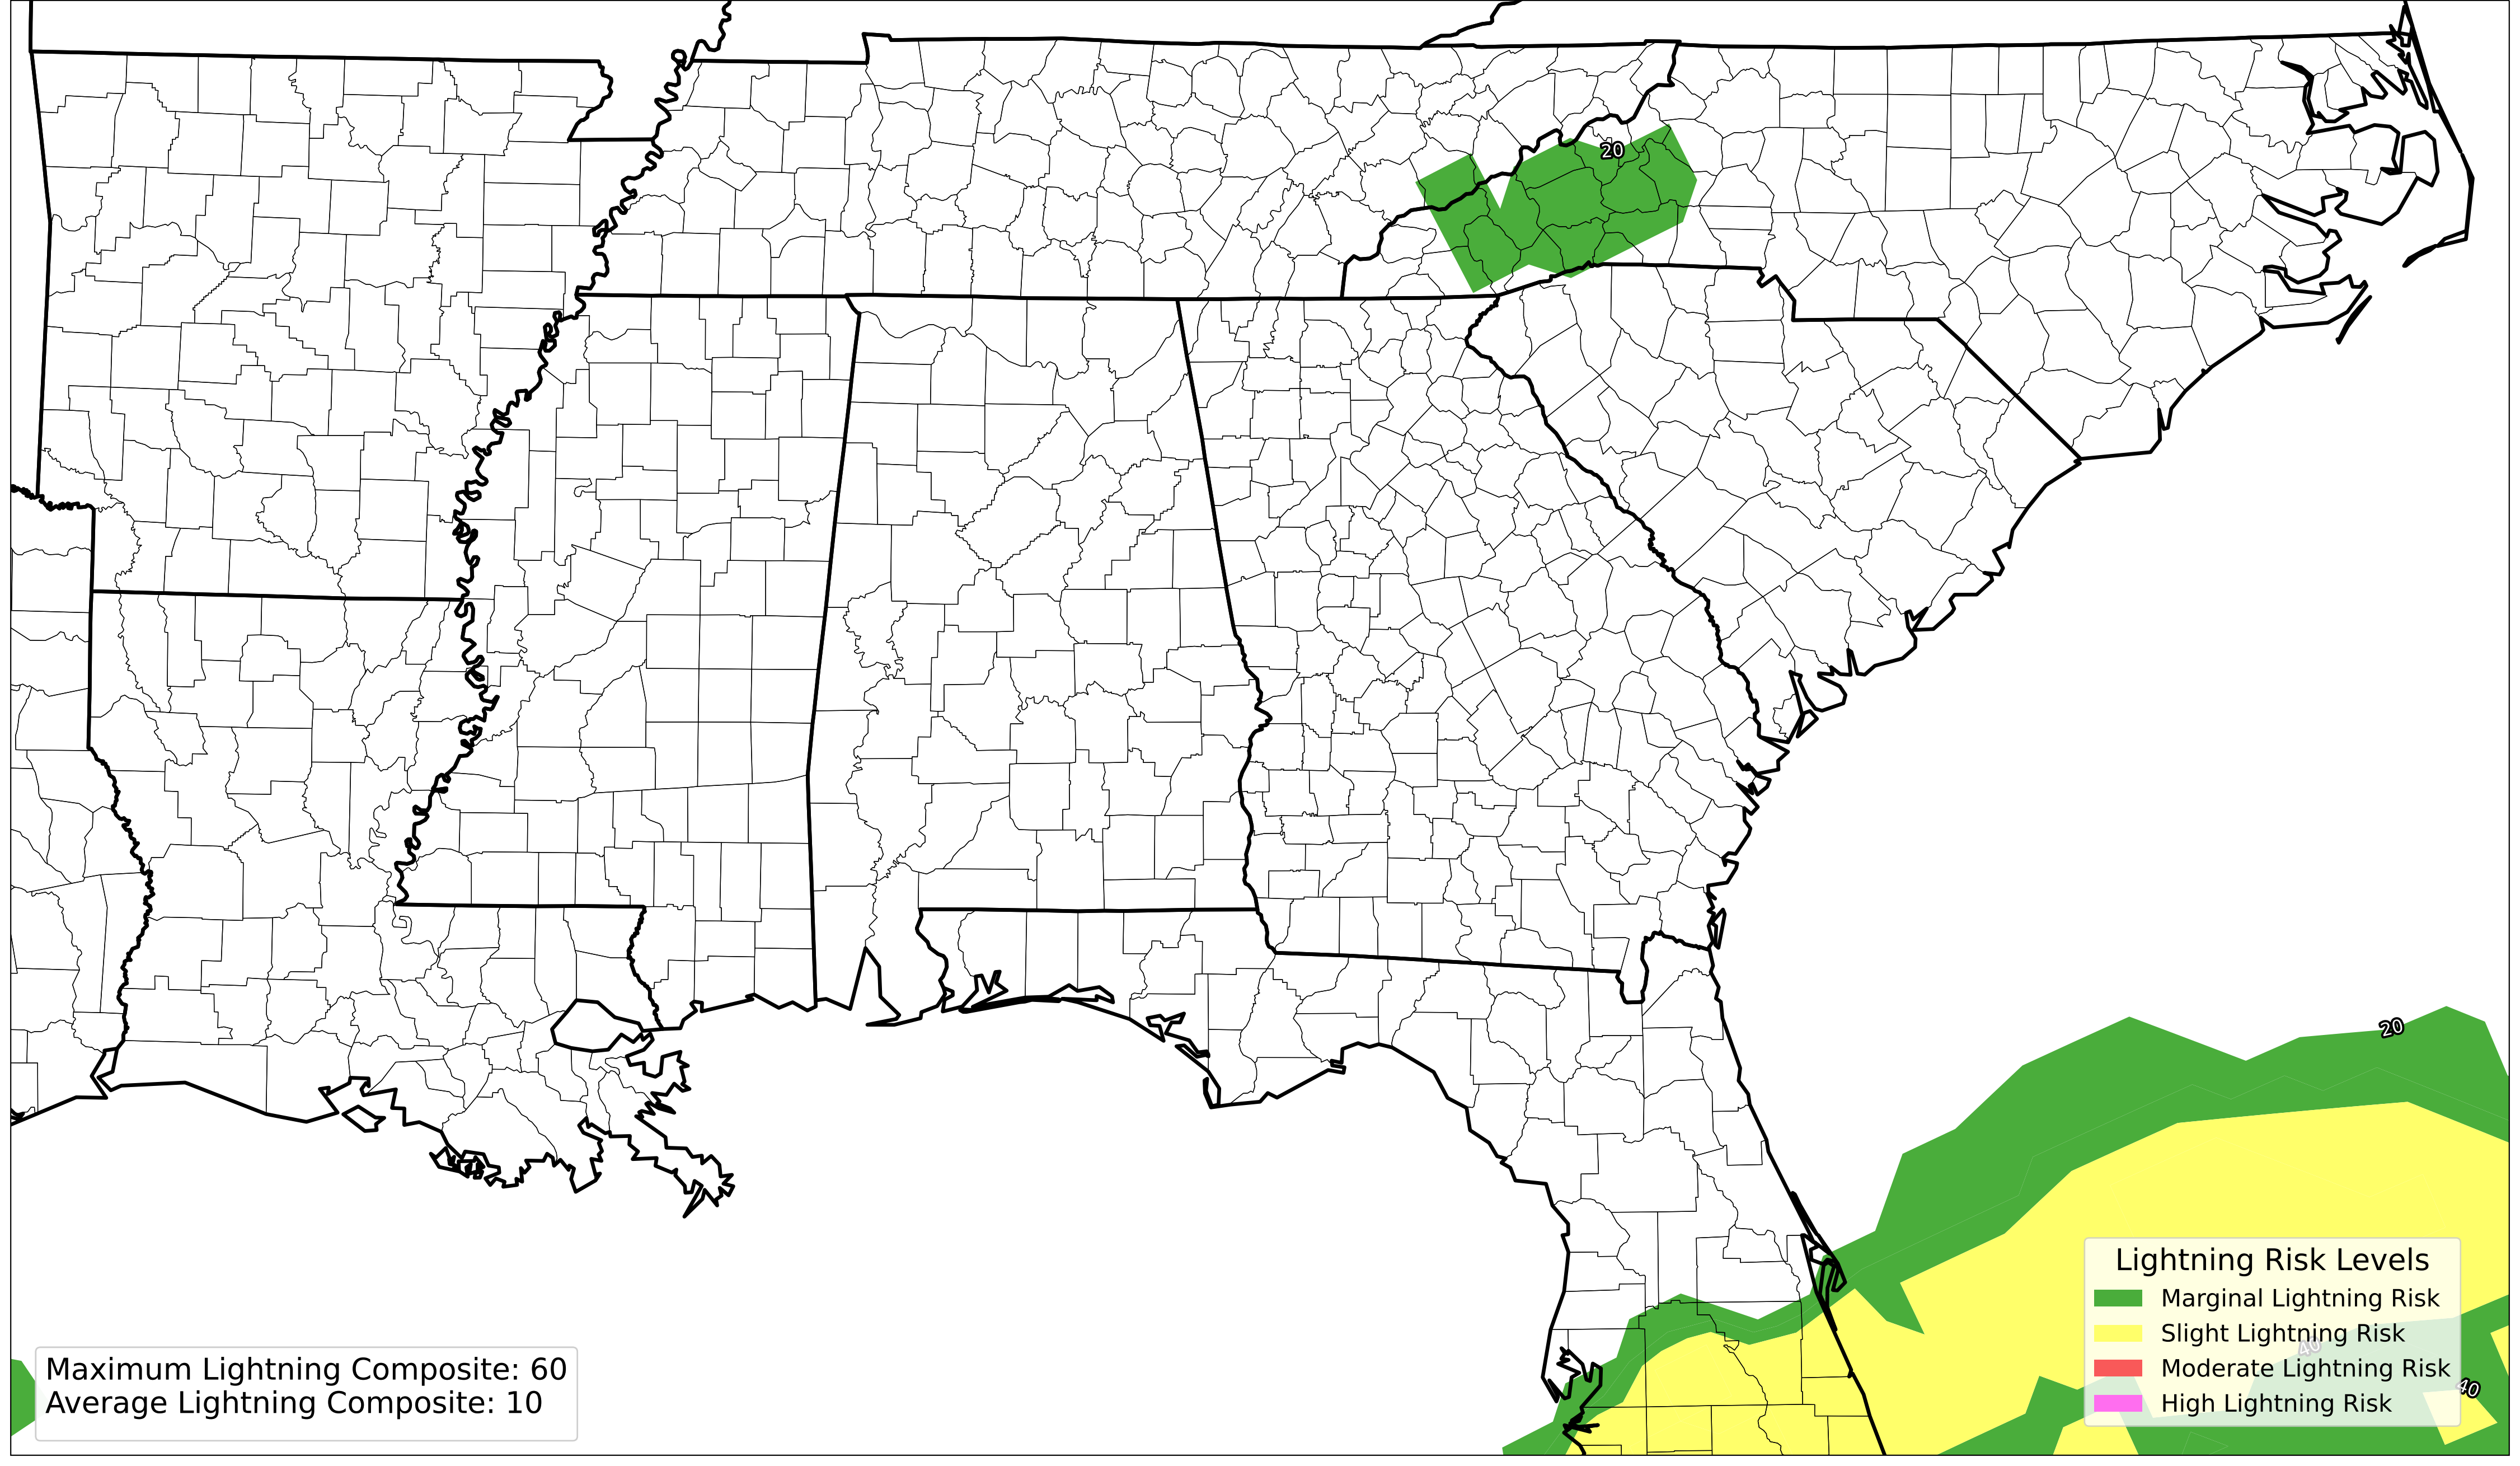 20
20
Lightning Risk Levels
Marginal Lightning Risk
Slight Lightning Risk
40
Moderate Lightning Risk
40
High Lightning Risk
Maximum Lightning Composite: 60
Average Lightning Composite: 10